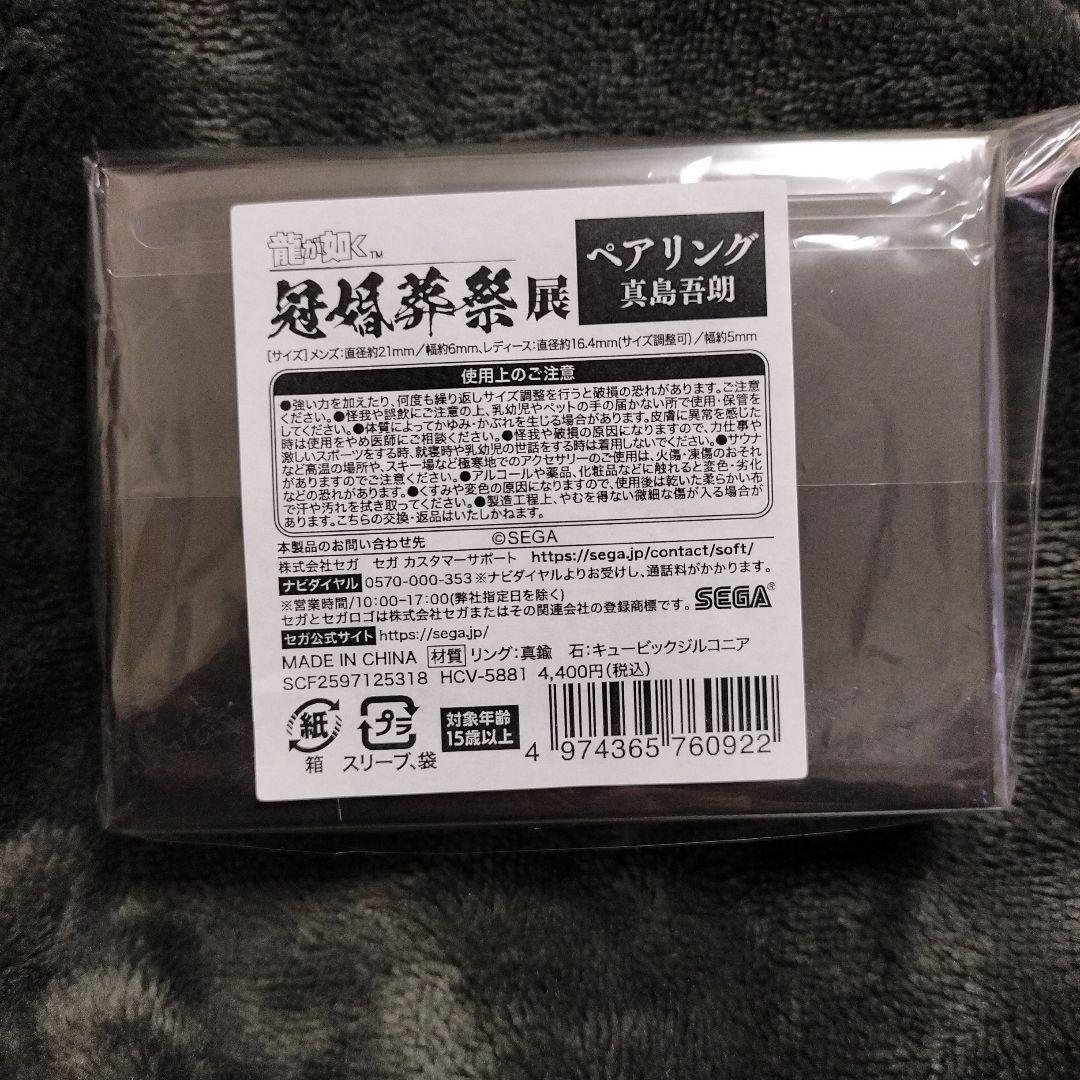 龍が如く™
冠婚葬祭展
ペアリング
真島吾朗
[サイズ]メンズ:直径約21mm/幅約6mm、レディース:直径約16.4mm(サイズ調整可)/幅約5mm
使用上のご注意
●強い力を加えたり、何度も繰り返しサイズ調整を行うと破損の恐れがあります。ご注意
ください。●怪我や誤飲にご注意の上、乳幼児やペットの手の届かない所で使用・保管を
してください。●体質によってかゆみ・かぶれを生じる場合があります。皮膚に異常を感じた
時は使用をやめ医師にご相談ください。●怪我や破損の原因になりますので、力仕事や
激しいスポーツをする時、就寝時や乳幼児の世話をする時は着用しないでください。●サウナ
など高温の場所や、スキー場など極寒地でのアクセサリーのご使用は、火傷・凍傷のおそれ
がありますのでご注意ください。●アルコールや薬品、化粧品などに触れると変色・劣化
などの恐れがあります。●くすみや変色の原因になりますので、使用後は乾いた柔らかい布
で汗や汚れを拭き取ってください。●製造工程上、やむを得ない微細な傷が入る場合が
あります。こちらの交換・返品はいたしかねます。
©SEGA
本製品のお問い合わせ先
株式会社セガ セガ カスタマーサポート https://sega.jp/contact/soft/
ナビダイヤル 0570-000-353※ナビダイヤルよりお受けし、通話料がかかります。
※営業時間/10:00-17:00(弊社指定日を除く)
セガとセガロゴは株式会社セガまたはその関連会社の登録商標です。 SEGA®
セガ公式サイト https://sega.jp/
MADE IN CHINA 材質 リング:真鍮 石:キュービックジルコニア
SCF2597125318 HCV-5881 4,400円(税込)
紙
箱
プラ
スリーブ、袋
対象年齢
15歳以上
4 974365 760922